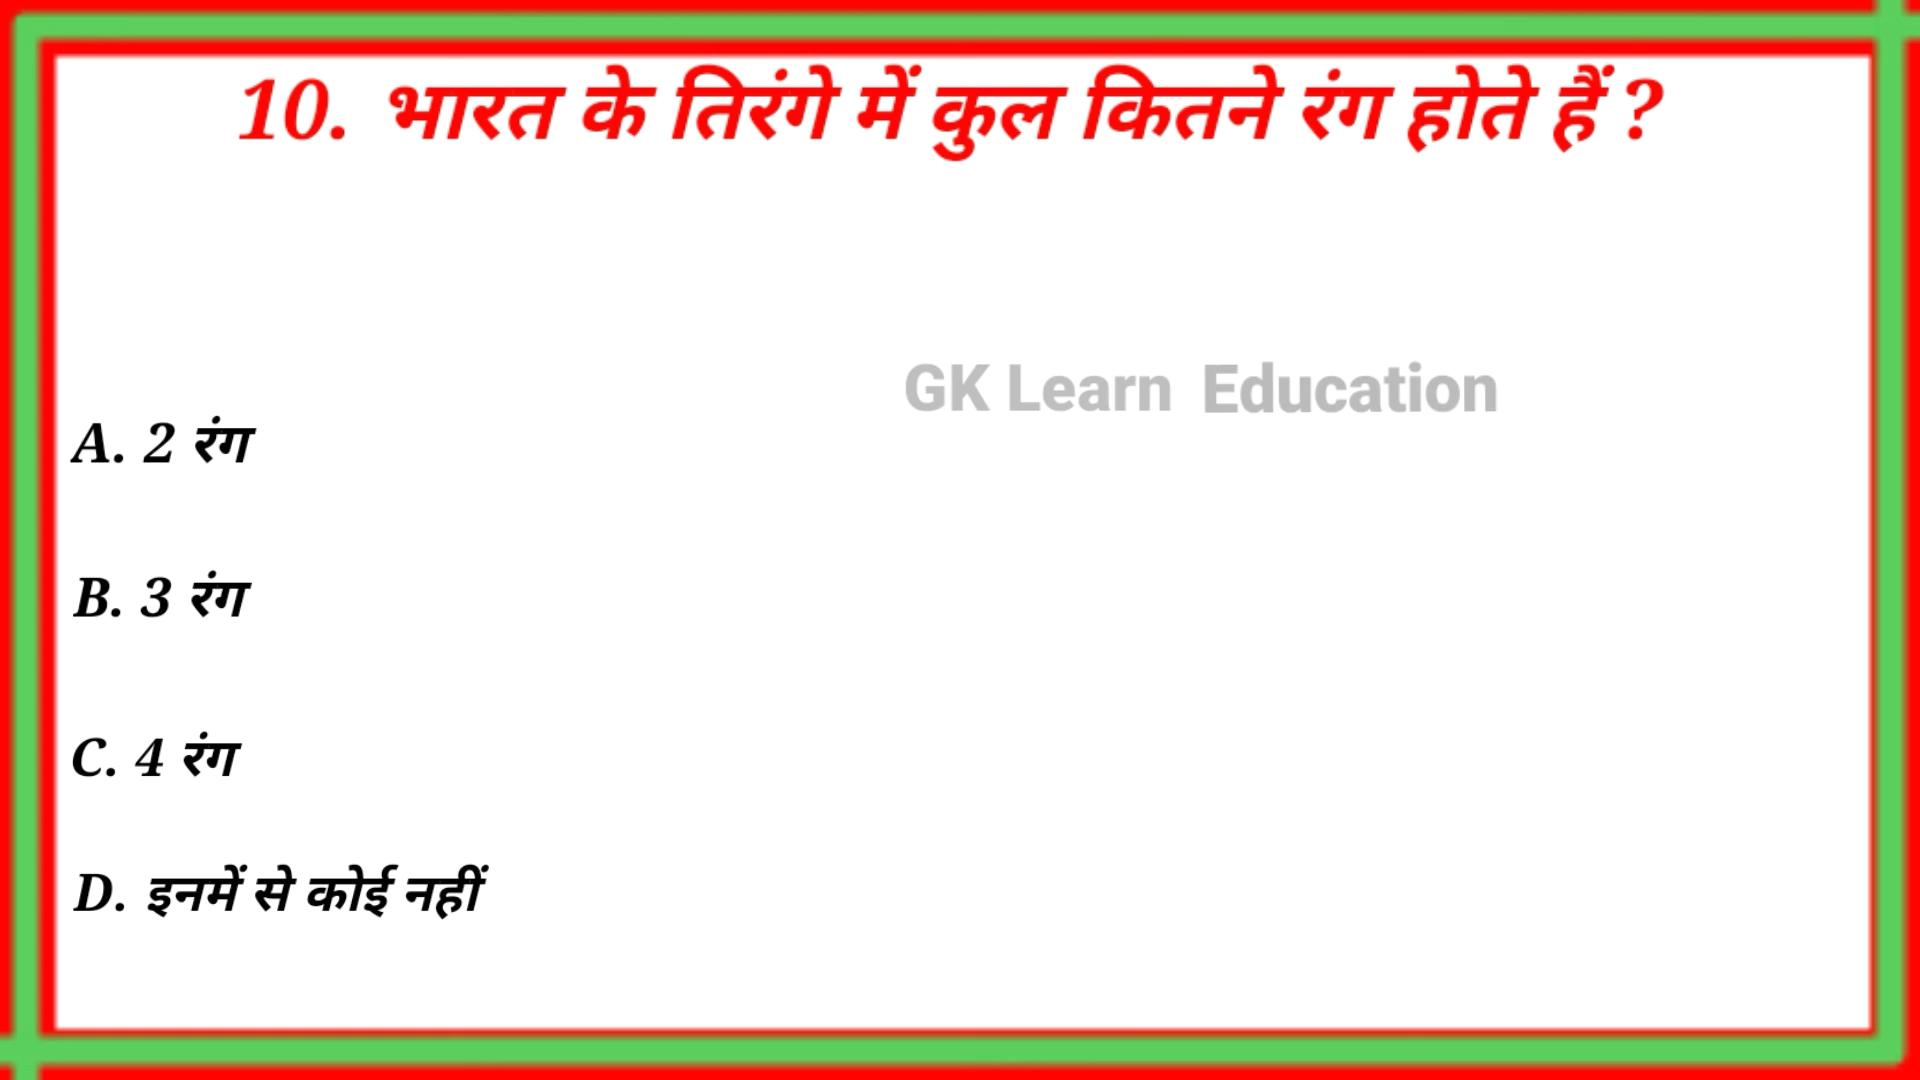 10. भारत के तिरंगे में कुल कितने रंग होते हैं ?
GK Learn Education
A. 2 रंग
B. 3 रंग
C. 4 रंग
D. इनमें से कोई नहीं